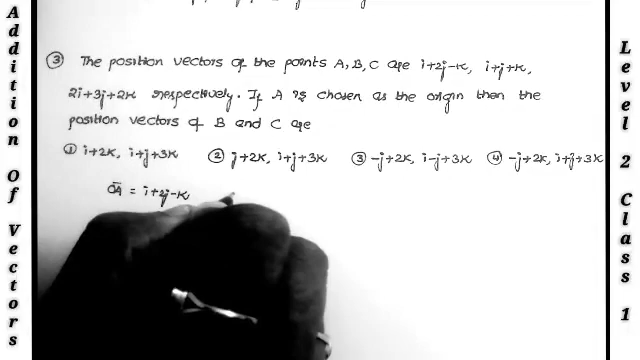 Addition Of Vectors
③ The position vectors of the points A, B, C are i+2j-k, i+j+k,
2i+3j+2k respectively. If A is chosen as the origin then the
position vectors of B and C are
① i+2k, i+j+3k ② j+2k, i+j+3k ③ -j+2k, i-j+3k ④ -j+2k, i+j+3k
OA = i+2j-k
Level 2 Class 1